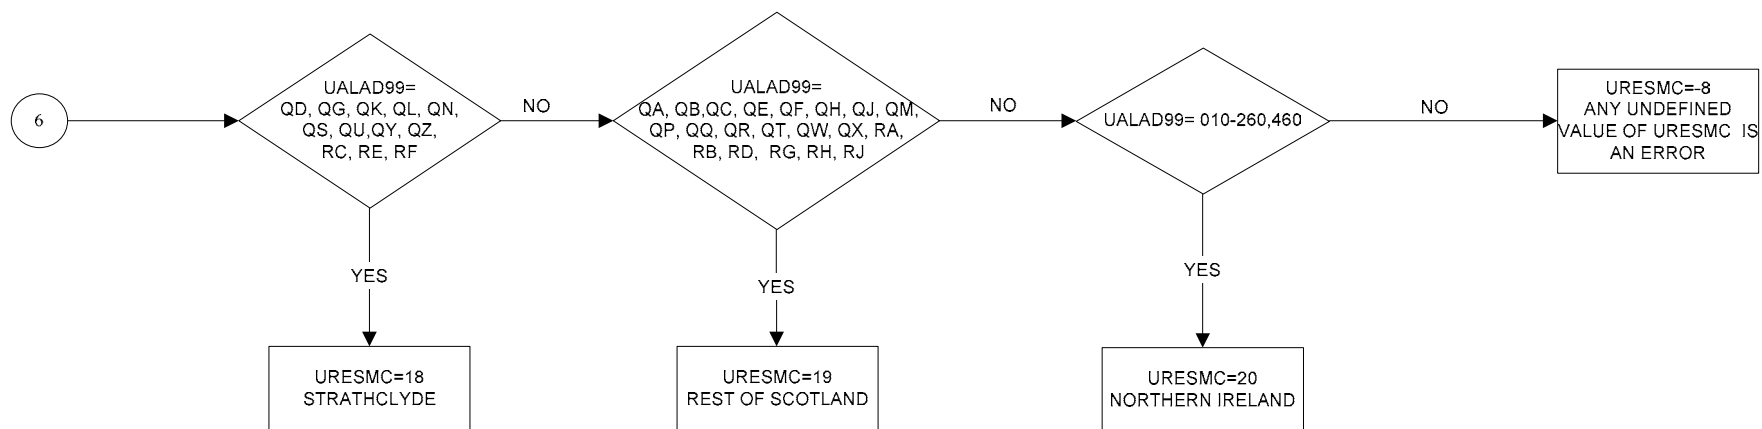 6
UALAD99=
QD, QG, QK, QL, QN,
QS, QU,QY, QZ,
RC, RE, RF
NO
UALAD99=
QA, QB,QC, QE, QF, QH, QJ, QM,
QP, QQ, QR, QT, QW, QX, RA,
RB, RD, RG, RH, RJ
NO
UALAD99= 010-260,460
NO
URESMC=-8
ANY UNDEFINED
VALUE OF URESMC IS
AN ERROR
YES
YES
YES
URESMC=18
STRATHCLYDE
URESMC=19
REST OF SCOTLAND
URESMC=20
NORTHERN IRELAND